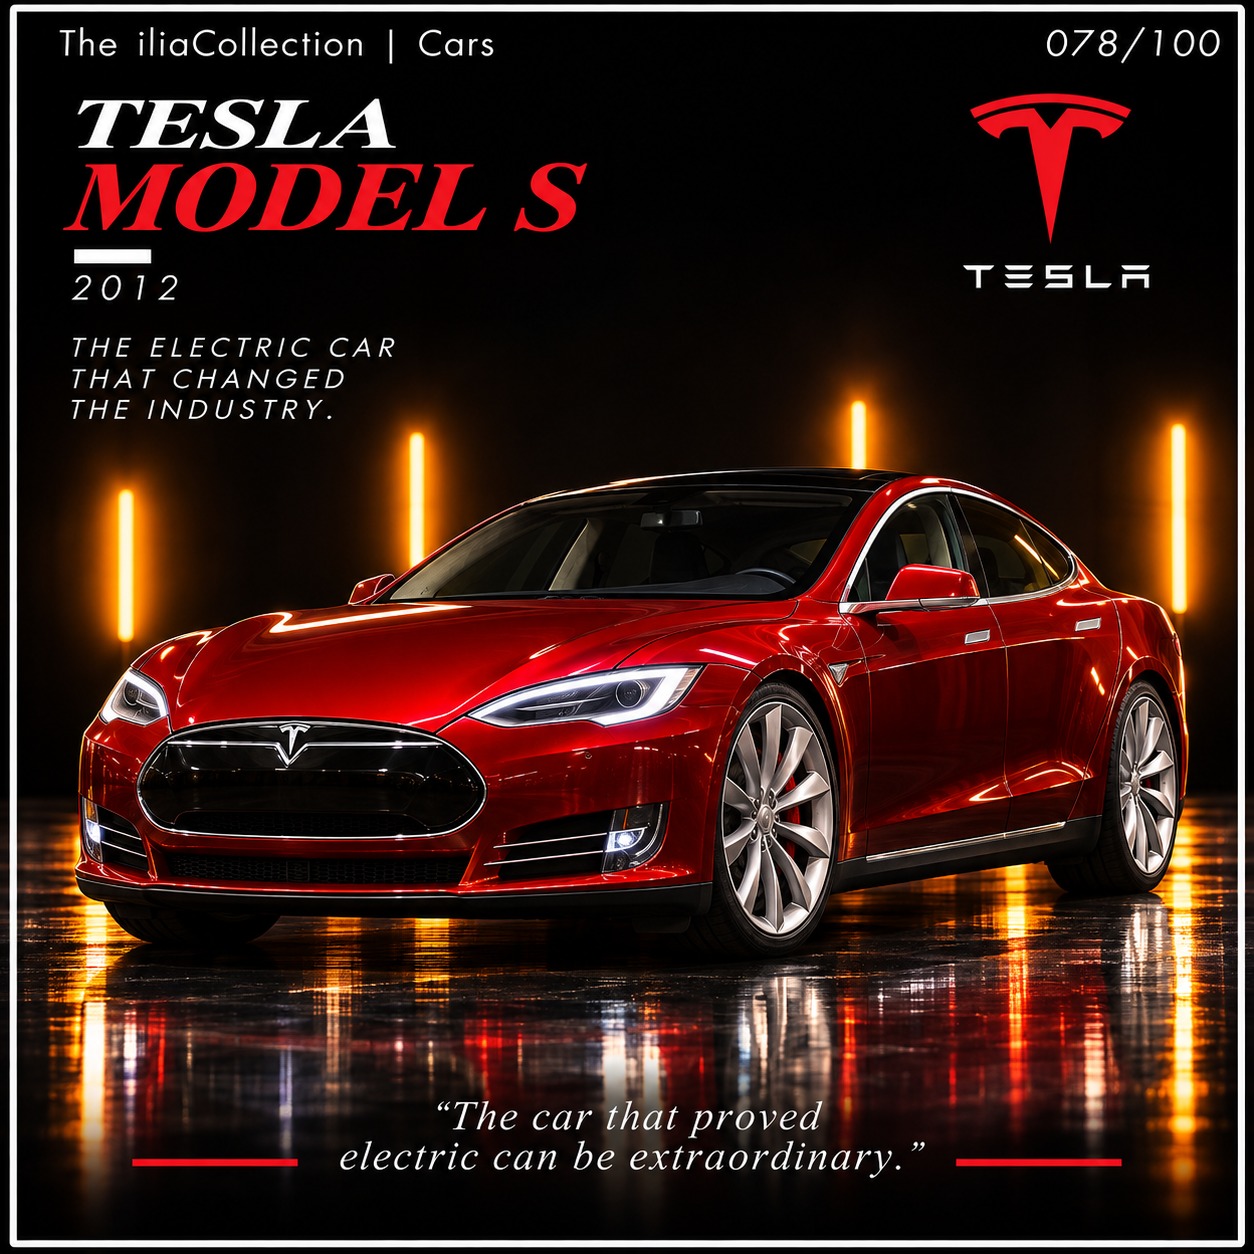 The iliaCollection | Cars
078/100
TESLA
MODEL S
2012
THE ELECTRIC CAR
THAT CHANGED
THE INDUSTRY.
TESLA
“The car that proved
electric can be extraordinary.”